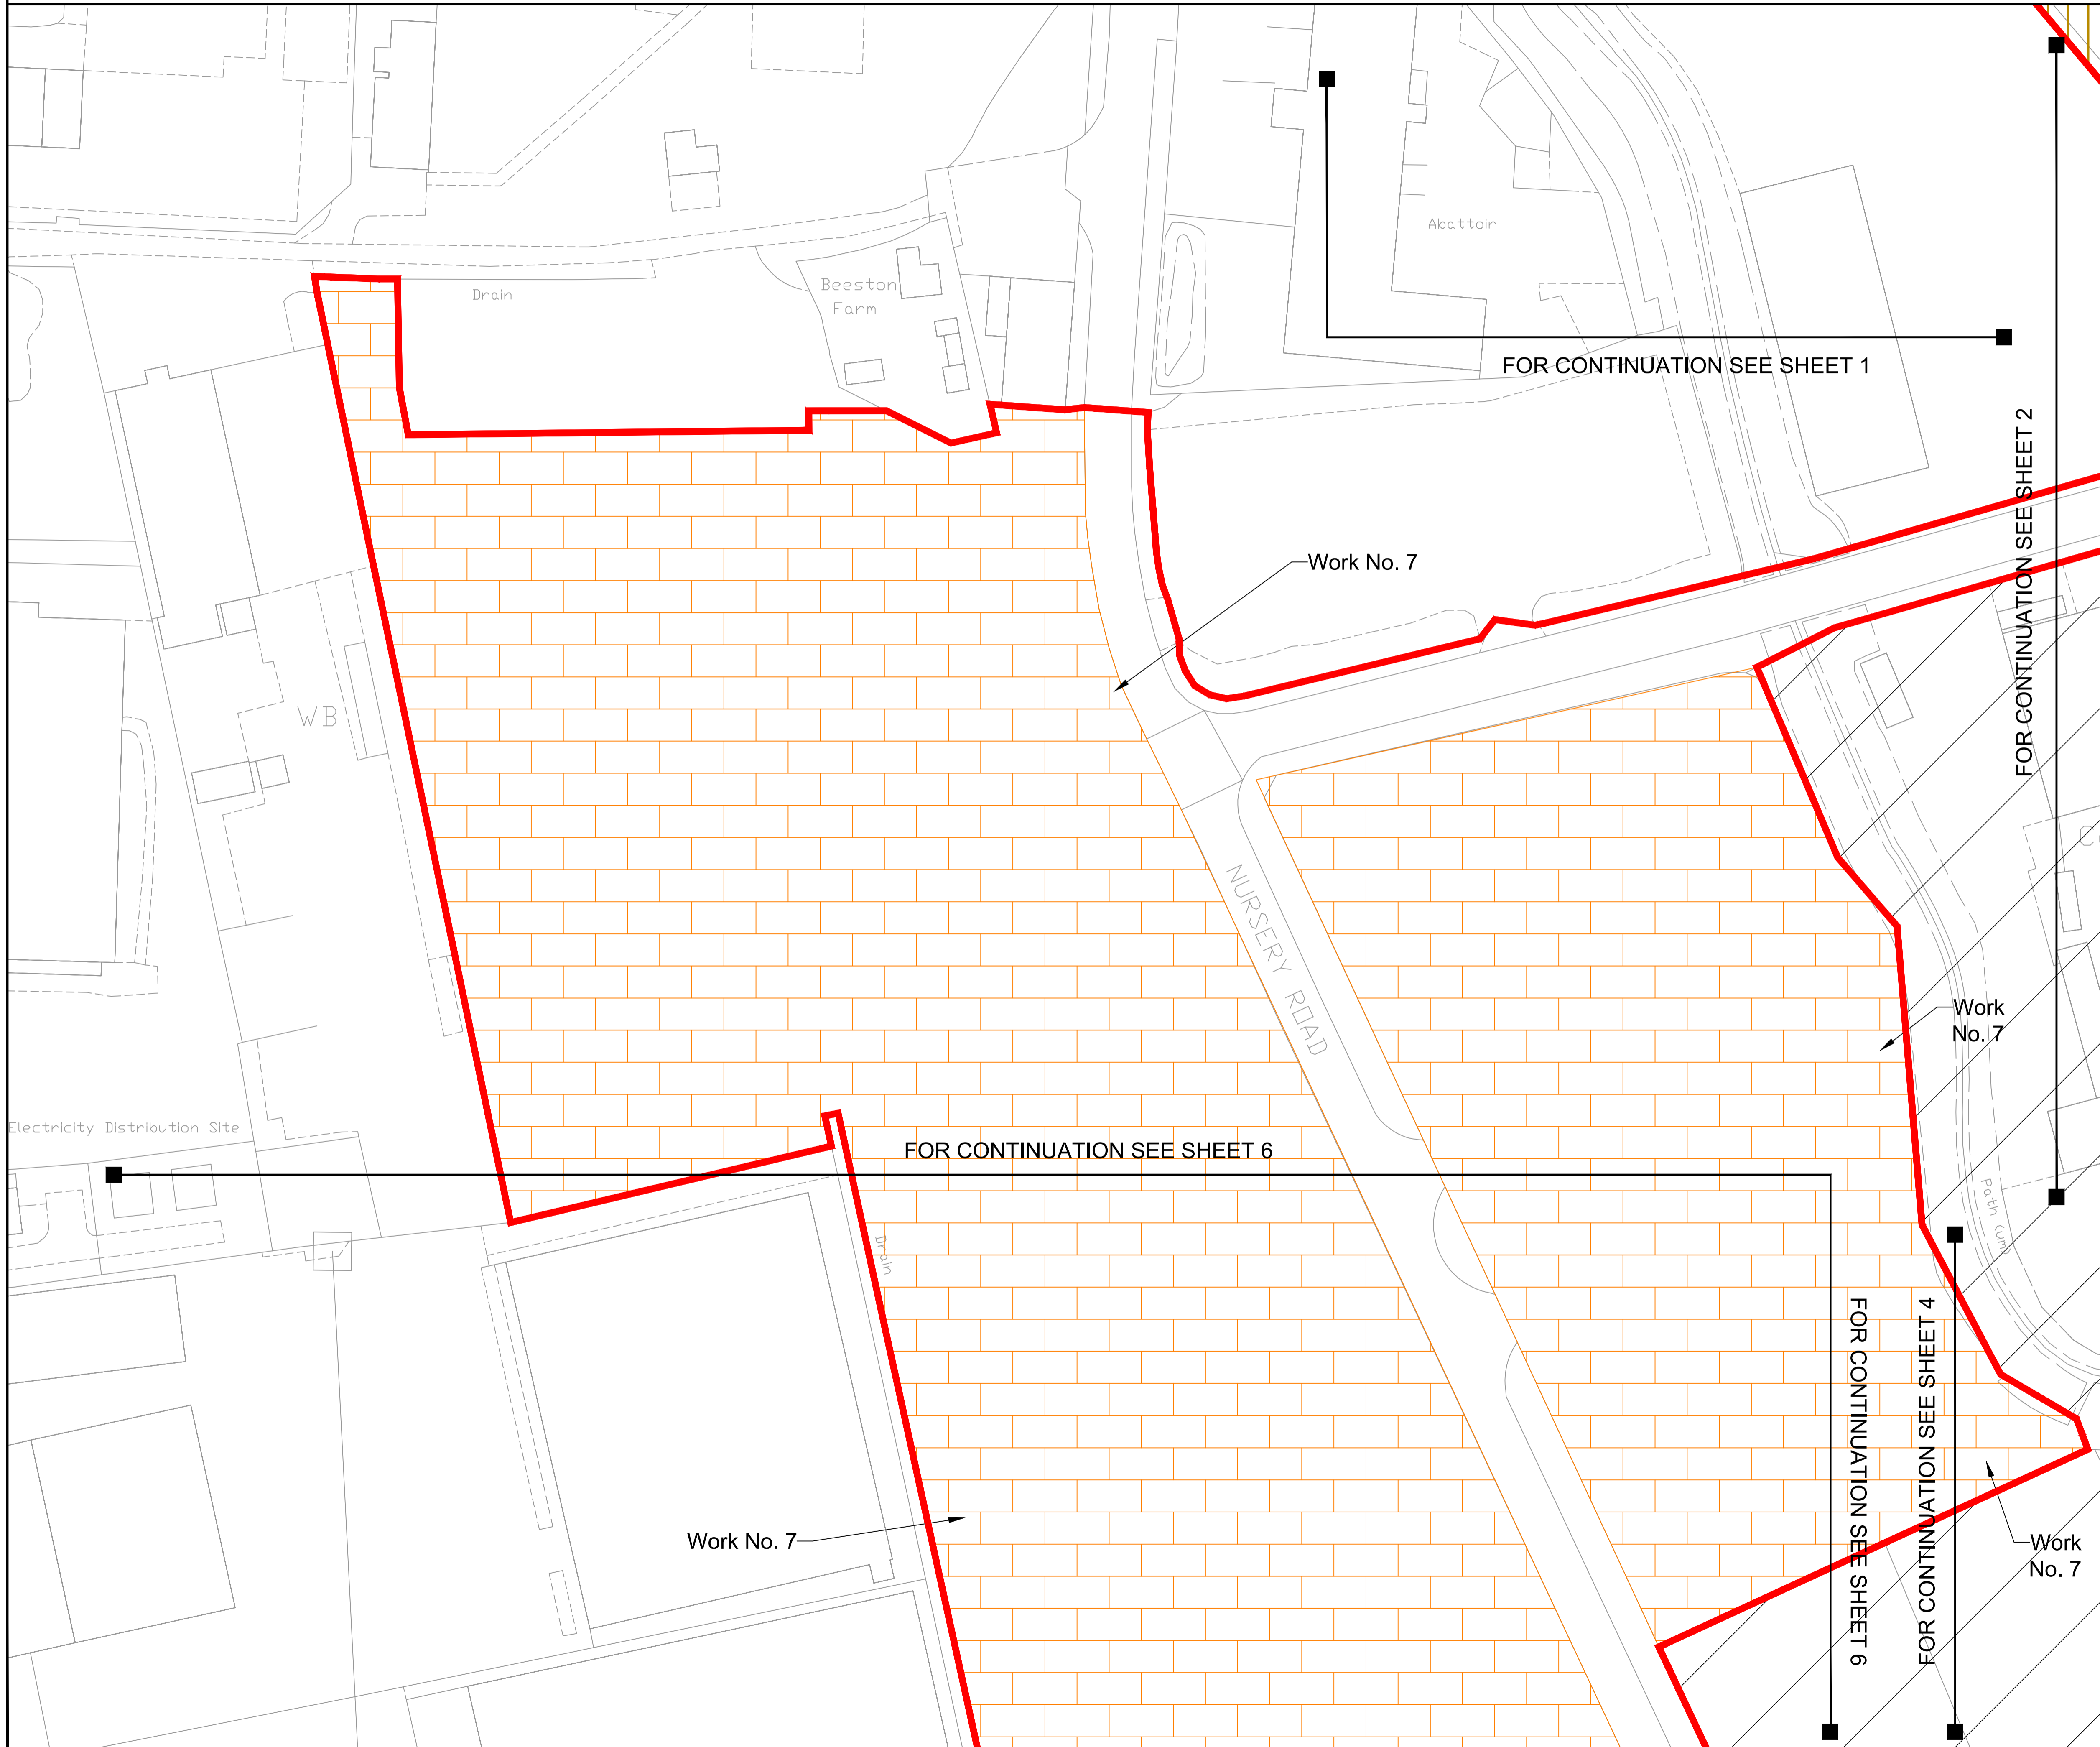 Abattoir
Drain
Beeston
Farm
FOR CONTINUATION SEE SHEET 1
FOR CONTINUATION SEE SHEET 2
Work No. 7
WB
NURSERY ROAD
Work
No. 7
Electricity Distribution Site
FOR CONTINUATION SEE SHEET 6
Path (um)
Drain
FOR CONTINUATION SEE SHEET 6
FOR CONTINUATION SEE SHEET 4
Work No. 7
Work
No. 7